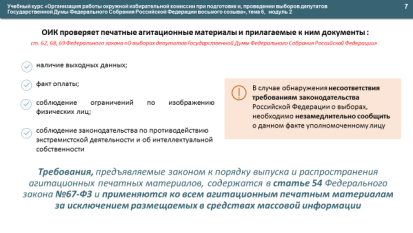 Учебный курс «Организация работы окружной избирательной комиссии при подготовке и, проведении выборов депутатов
Государственной Думы Федерального Собрания Российской Федерации восьмого созыва», тема 6, модуль 2
7
ОИК проверяет печатные агитационные материалы и прилагаемые к ним документы :
ст. 62, 68, 69 Федерального закона «О выборах депутатов Государственной Думы Федерального Собрания Российской Федерации»
наличие выходных данных;
факт оплаты;
соблюдение ограничений по изображению
физических лиц;
соблюдение законодательства по противодействию
экстремистской деятельности и об интеллектуальной
собственности
В случае обнаружения несоответствия
требованиям законодательства
Российской Федерации о выборах,
необходимо незамедлительно сообщить
о данном факте уполномоченному лицу
Требования, предъявляемые законом к порядку выпуска и распространения
агитационных печатных материалов, содержатся в статье 54 Федерального
закона №67-ФЗ и применяются ко всем агитационным печатным материалам
за исключением размещаемых в средствах массовой информации